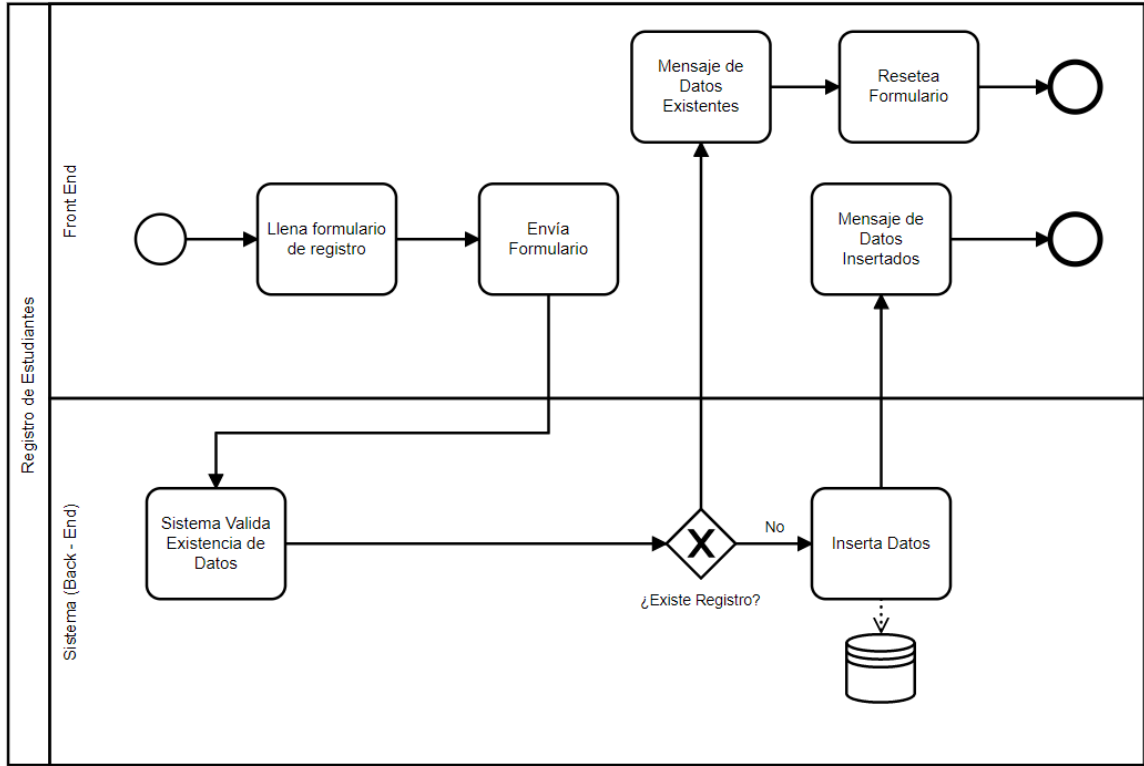 Registro de Estudiantes
Front End
Mensaje de
Datos
Existentes
Resetea
Formulario
Llena formulario
de registro
Envía
Formulario
Mensaje de
Datos
Insertados
Sistema (Back - End)
Sistema Valida
Existencia de
Datos
¿Existe Registro?
No
Inserta Datos